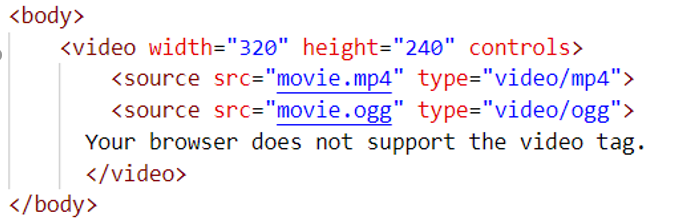 <body>
<video width="320" height="240" controls>
<source src="movie.mp4" type="video/mp4">
<source src="movie.ogg" type="video/ogg">
Your browser does not support the video tag.
</video>
</body>